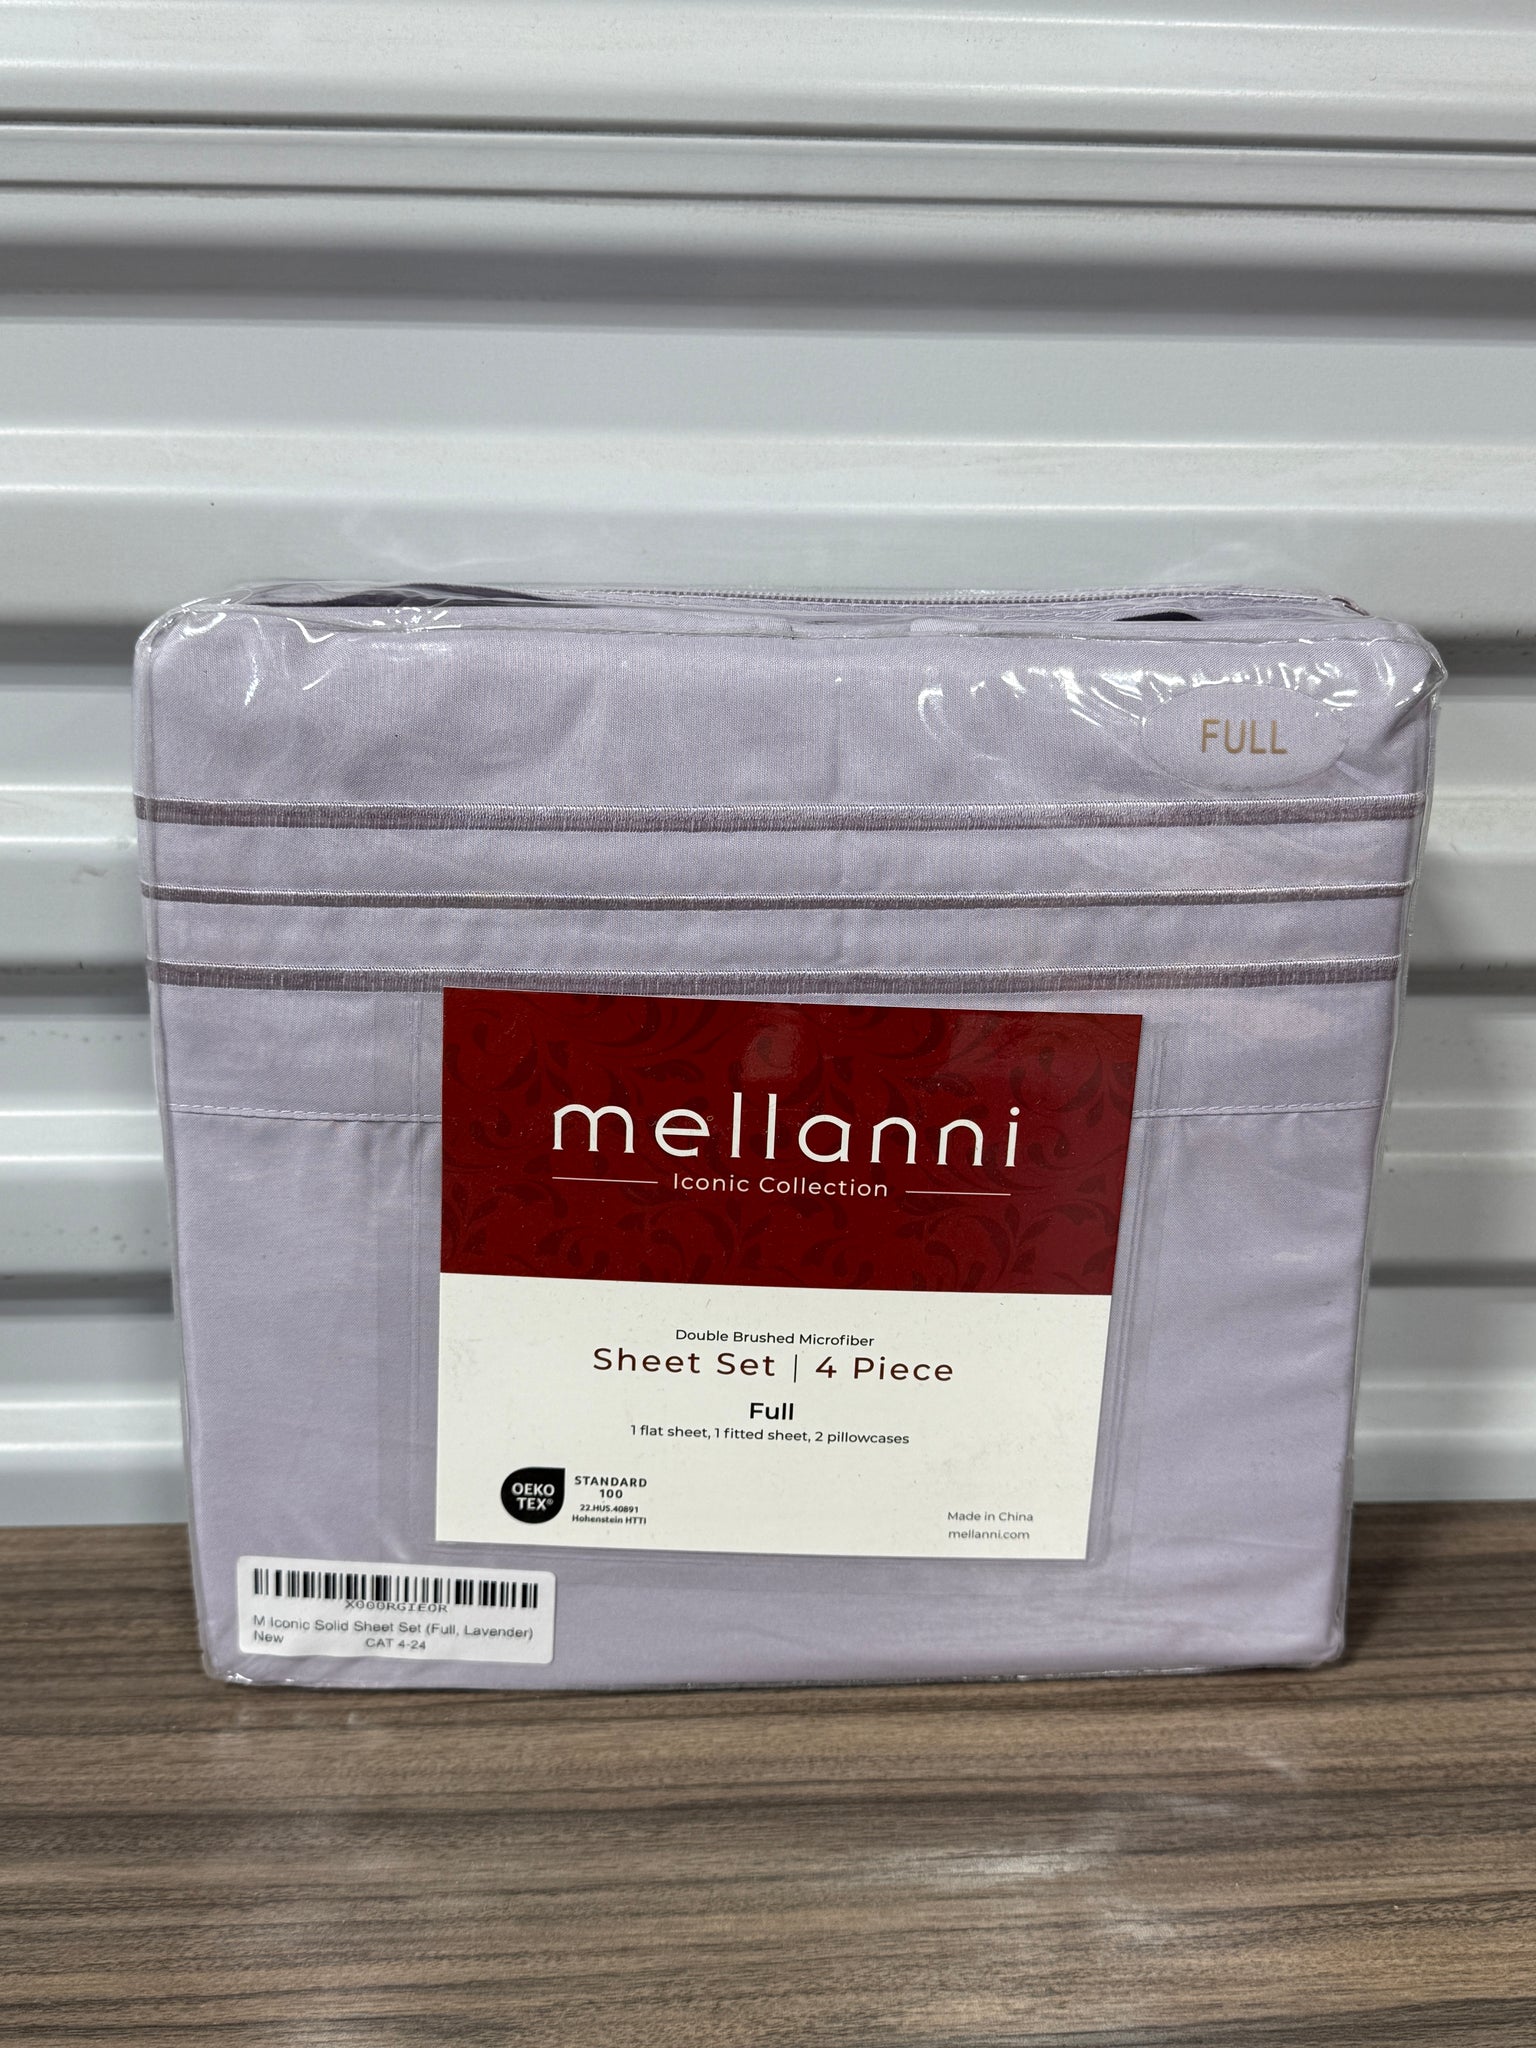 FULL
mellanni
Iconic Collection
Double Brushed Microfiber
Sheet Set | 4 Piece
Full
1 flat sheet, 1 fitted sheet, 2 pillowcases
OEKO
TEX®
STANDARD
100
22.HUS.40891
Hohenstein HTTI
Made in China
mellanni.com
X000RGIEOR
M Iconic Solid Sheet Set (Full, Lavender)
New CAT 4-24